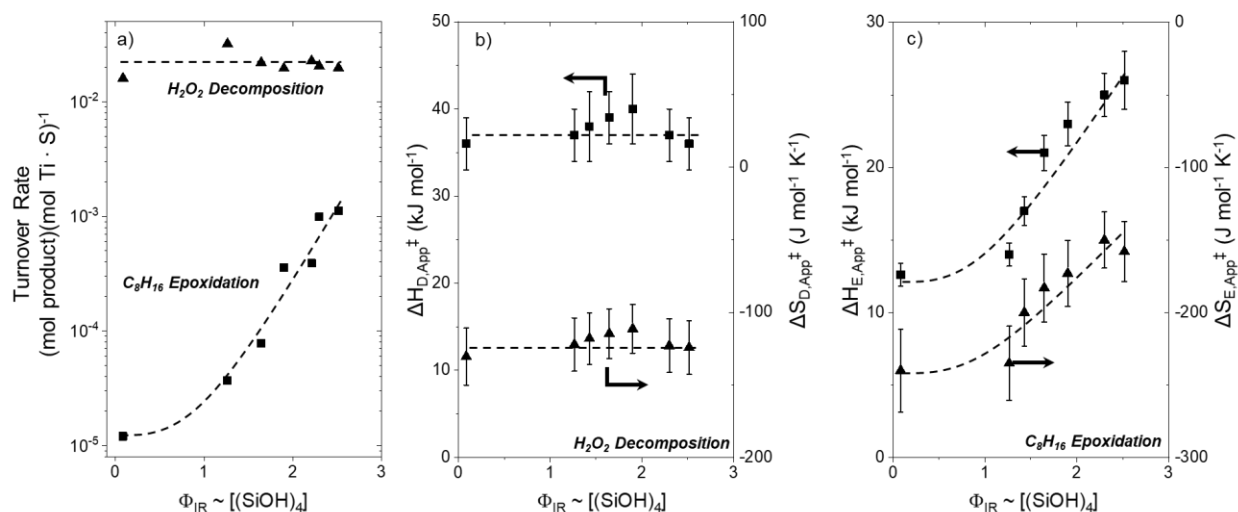 a)
Turnover Rate
(mol product)(mol Ti · S)⁻¹
10⁻²
10⁻³
10⁻⁴
10⁻⁵
H₂O₂ Decomposition
C₈H₁₆ Epoxidation
0 1 2 3
Φ_IR ~ [(SiOH)₄]
b)
ΔH_D,App‡ (kJ mol⁻¹)
50
40
30
20
10
0
100
0
-100
-200
ΔS_D,App‡ (J mol⁻¹ K⁻¹)
H₂O₂ Decomposition
0 1 2 3
Φ_IR ~ [(SiOH)₄]
c)
ΔH_E,App‡ (kJ mol⁻¹)
30
20
10
0
0
-100
-200
-300
ΔS_E,App‡ (J mol⁻¹ K⁻¹)
C₈H₁₆ Epoxidation
0 1 2 3
Φ_IR ~ [(SiOH)₄]